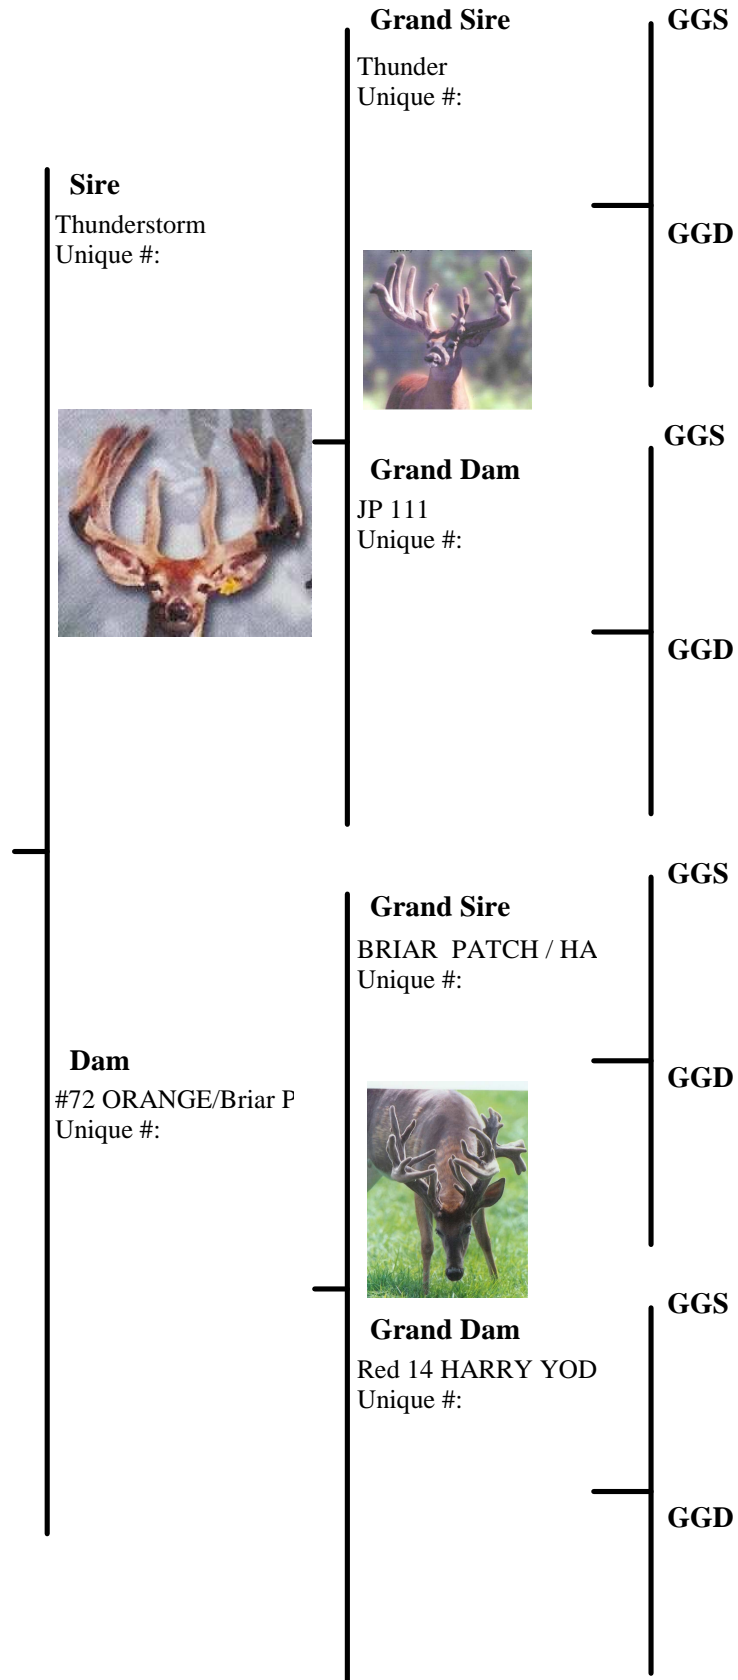 Grand Sire
Thunder
Unique #:
GGS
GGD
Sire
Thunderstorm
Unique #:
Grand Dam
JP 111
Unique #:
GGS
GGD
Grand Sire
BRIAR PATCH / HA
Unique #:
GGS
GGD
Dam
#72 ORANGE/Briar P
Unique #:
Grand Dam
Red 14 HARRY YOD
Unique #:
GGS
GGD